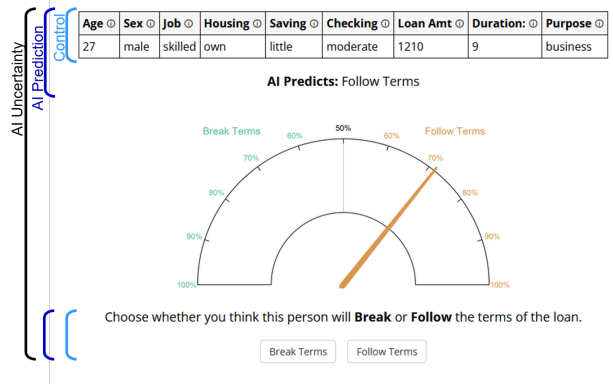 AI Uncertainty
AI Prediction
Control
Age ⓘ Sex ⓘ Job ⓘ Housing ⓘ Saving ⓘ Checking ⓘ Loan Amt ⓘ Duration: ⓘ Purpose ⓘ
27 male skilled own little moderate 1210 9 business
AI Predicts: Follow Terms
Break Terms 50% Follow Terms
60% 60%
70% 70%
80% 80%
90% 90%
100% 100%
Choose whether you think this person will Break or Follow the terms of the loan.
Break Terms Follow Terms